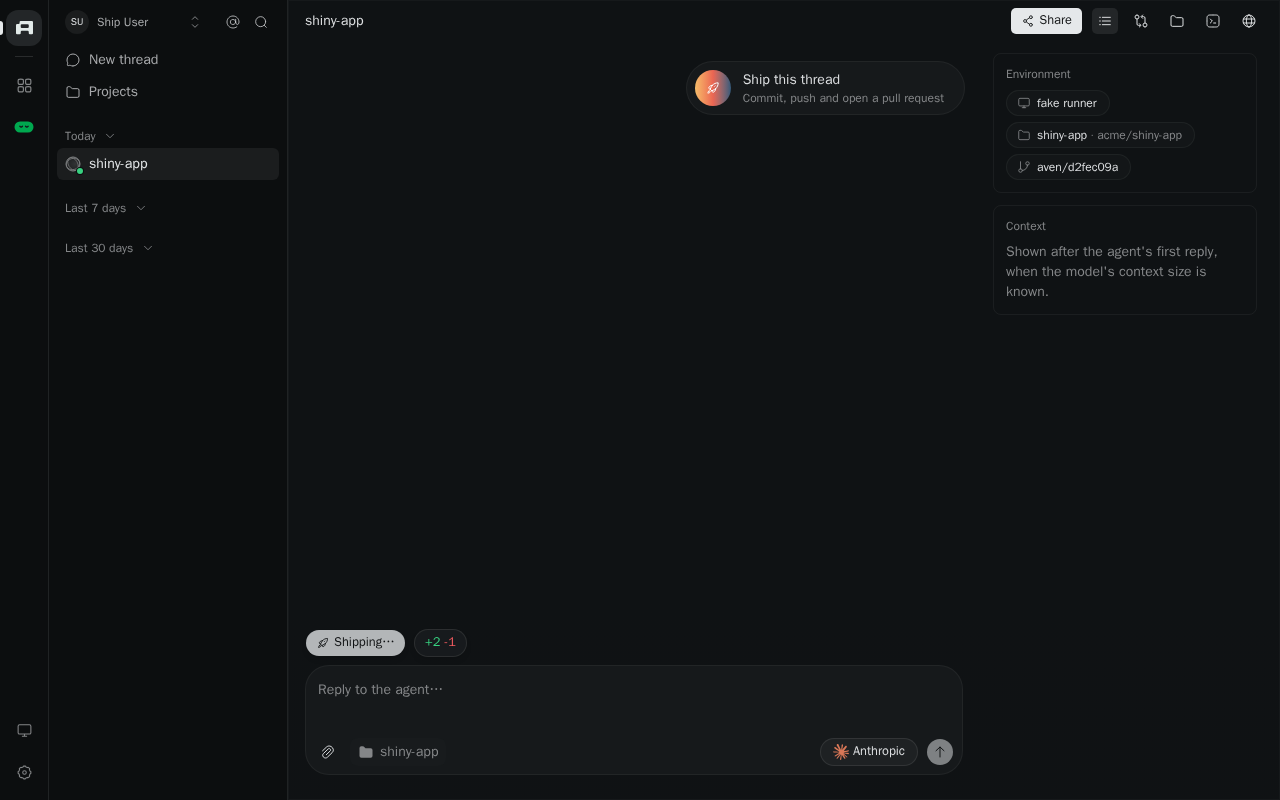 SU Ship User
New thread
Projects
Today
shiny-app
Last 7 days
Last 30 days
shiny-app
Share
Ship this thread
Commit, push and open a pull request
Environment
fake runner
shiny-app · acme/shiny-app
aven/d2fec09a
Context
Shown after the agent's first reply,
when the model's context size is
known.
Shipping···
+2 -1
Reply to the agent···
shiny-app
Anthropic